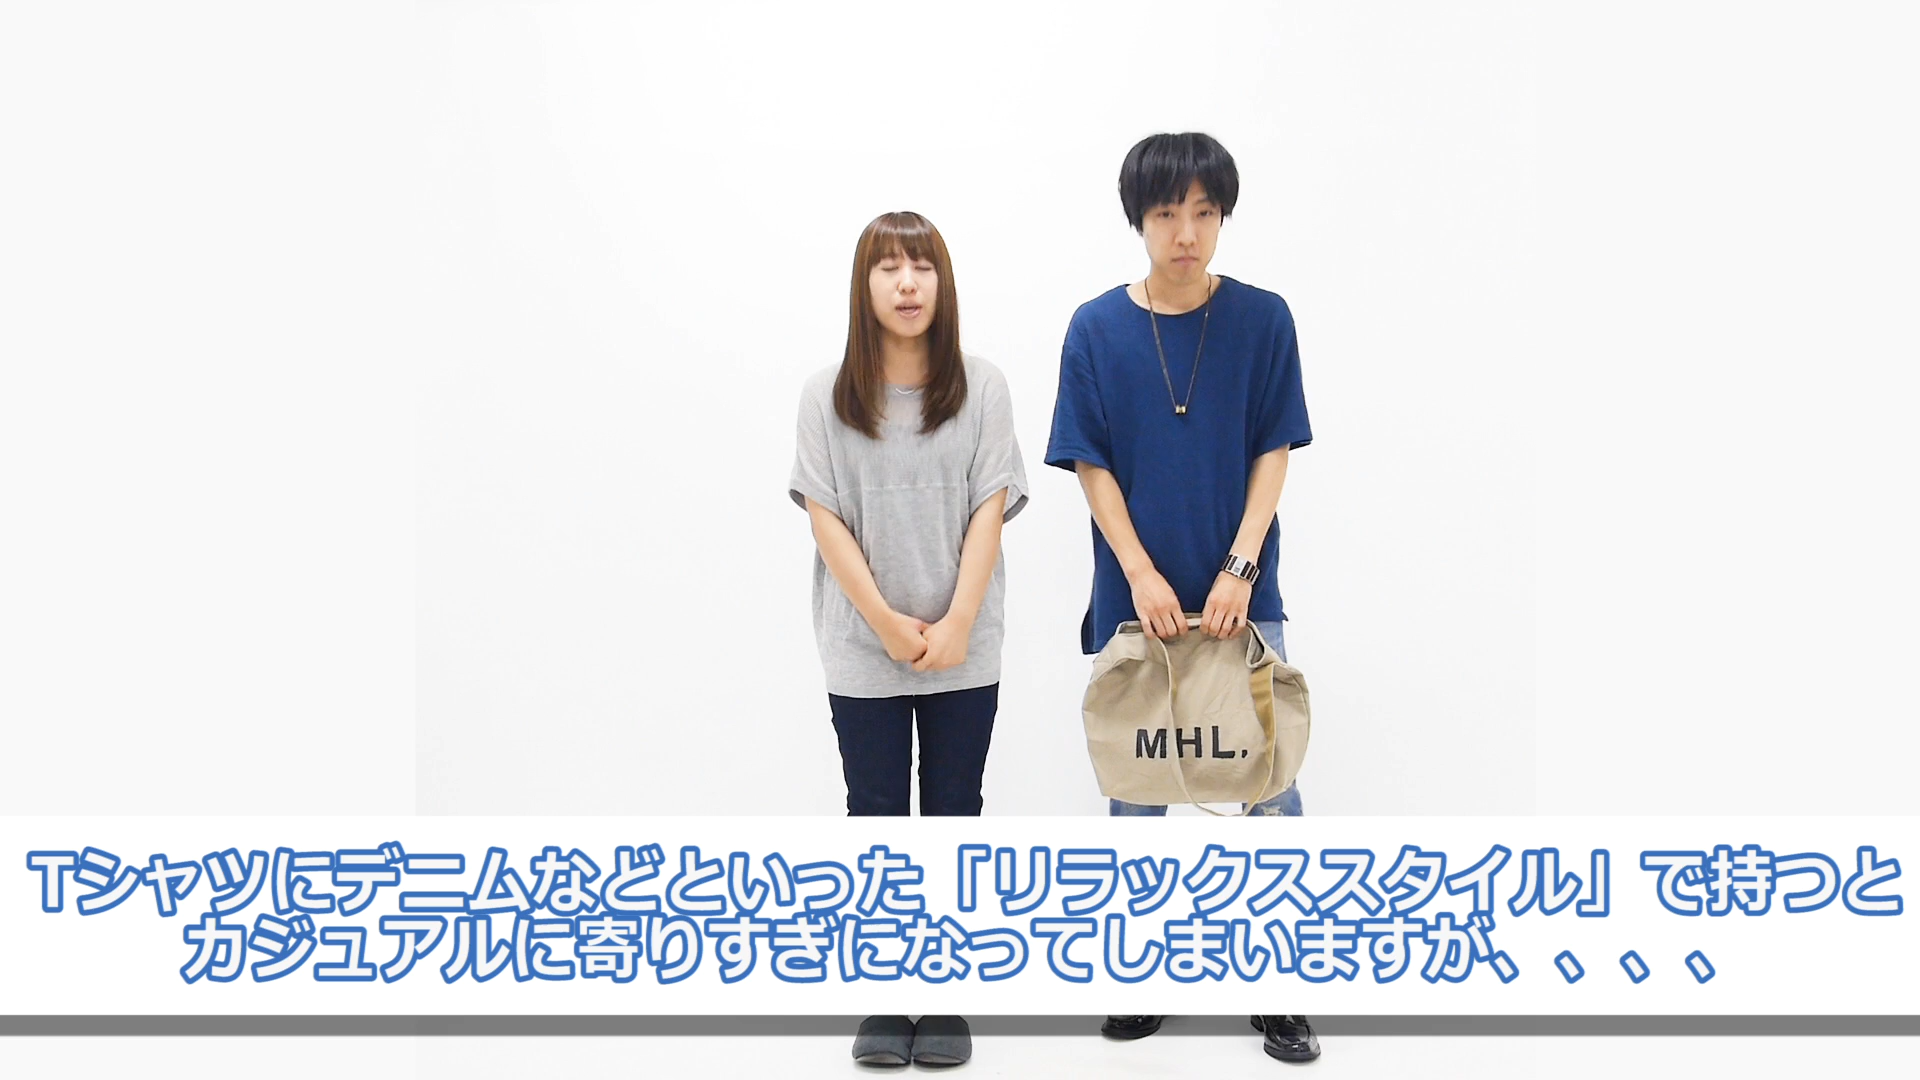 MHL.
Tシャツにデニムなどといった「リラックススタイル」で持つと
カジュアルに寄りすぎになってしまいますが、、、、